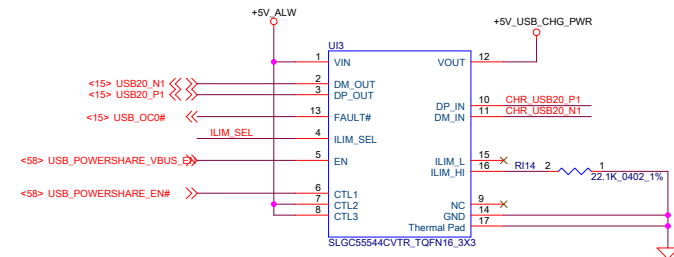 +5V_ALW
+5V_USB_CHG_PWR
UI3
1 VIN VOUT 12
<15> USB20_N1 2 DM_OUT
<15> USB20_P1 3 DP_OUT
DP_IN 10 CHR_USB20_P1
<15> USB_OC0# 13 FAULT# DM_IN 11 CHR_USB20_N1
ILIM_SEL 4 ILIM_SEL
<58> USB_POWERSHARE_VBUS_EN 5 EN ILIM_L 15
ILIM_HI 16 RI14 2 1
22.1K_0402_1%
<58> USB_POWERSHARE_EN# 6 CTL1
7 CTL2 NC 9
8 CTL3 GND 14
Thermal Pad 17
SLGC55544CVTR_TQFN16_3X3